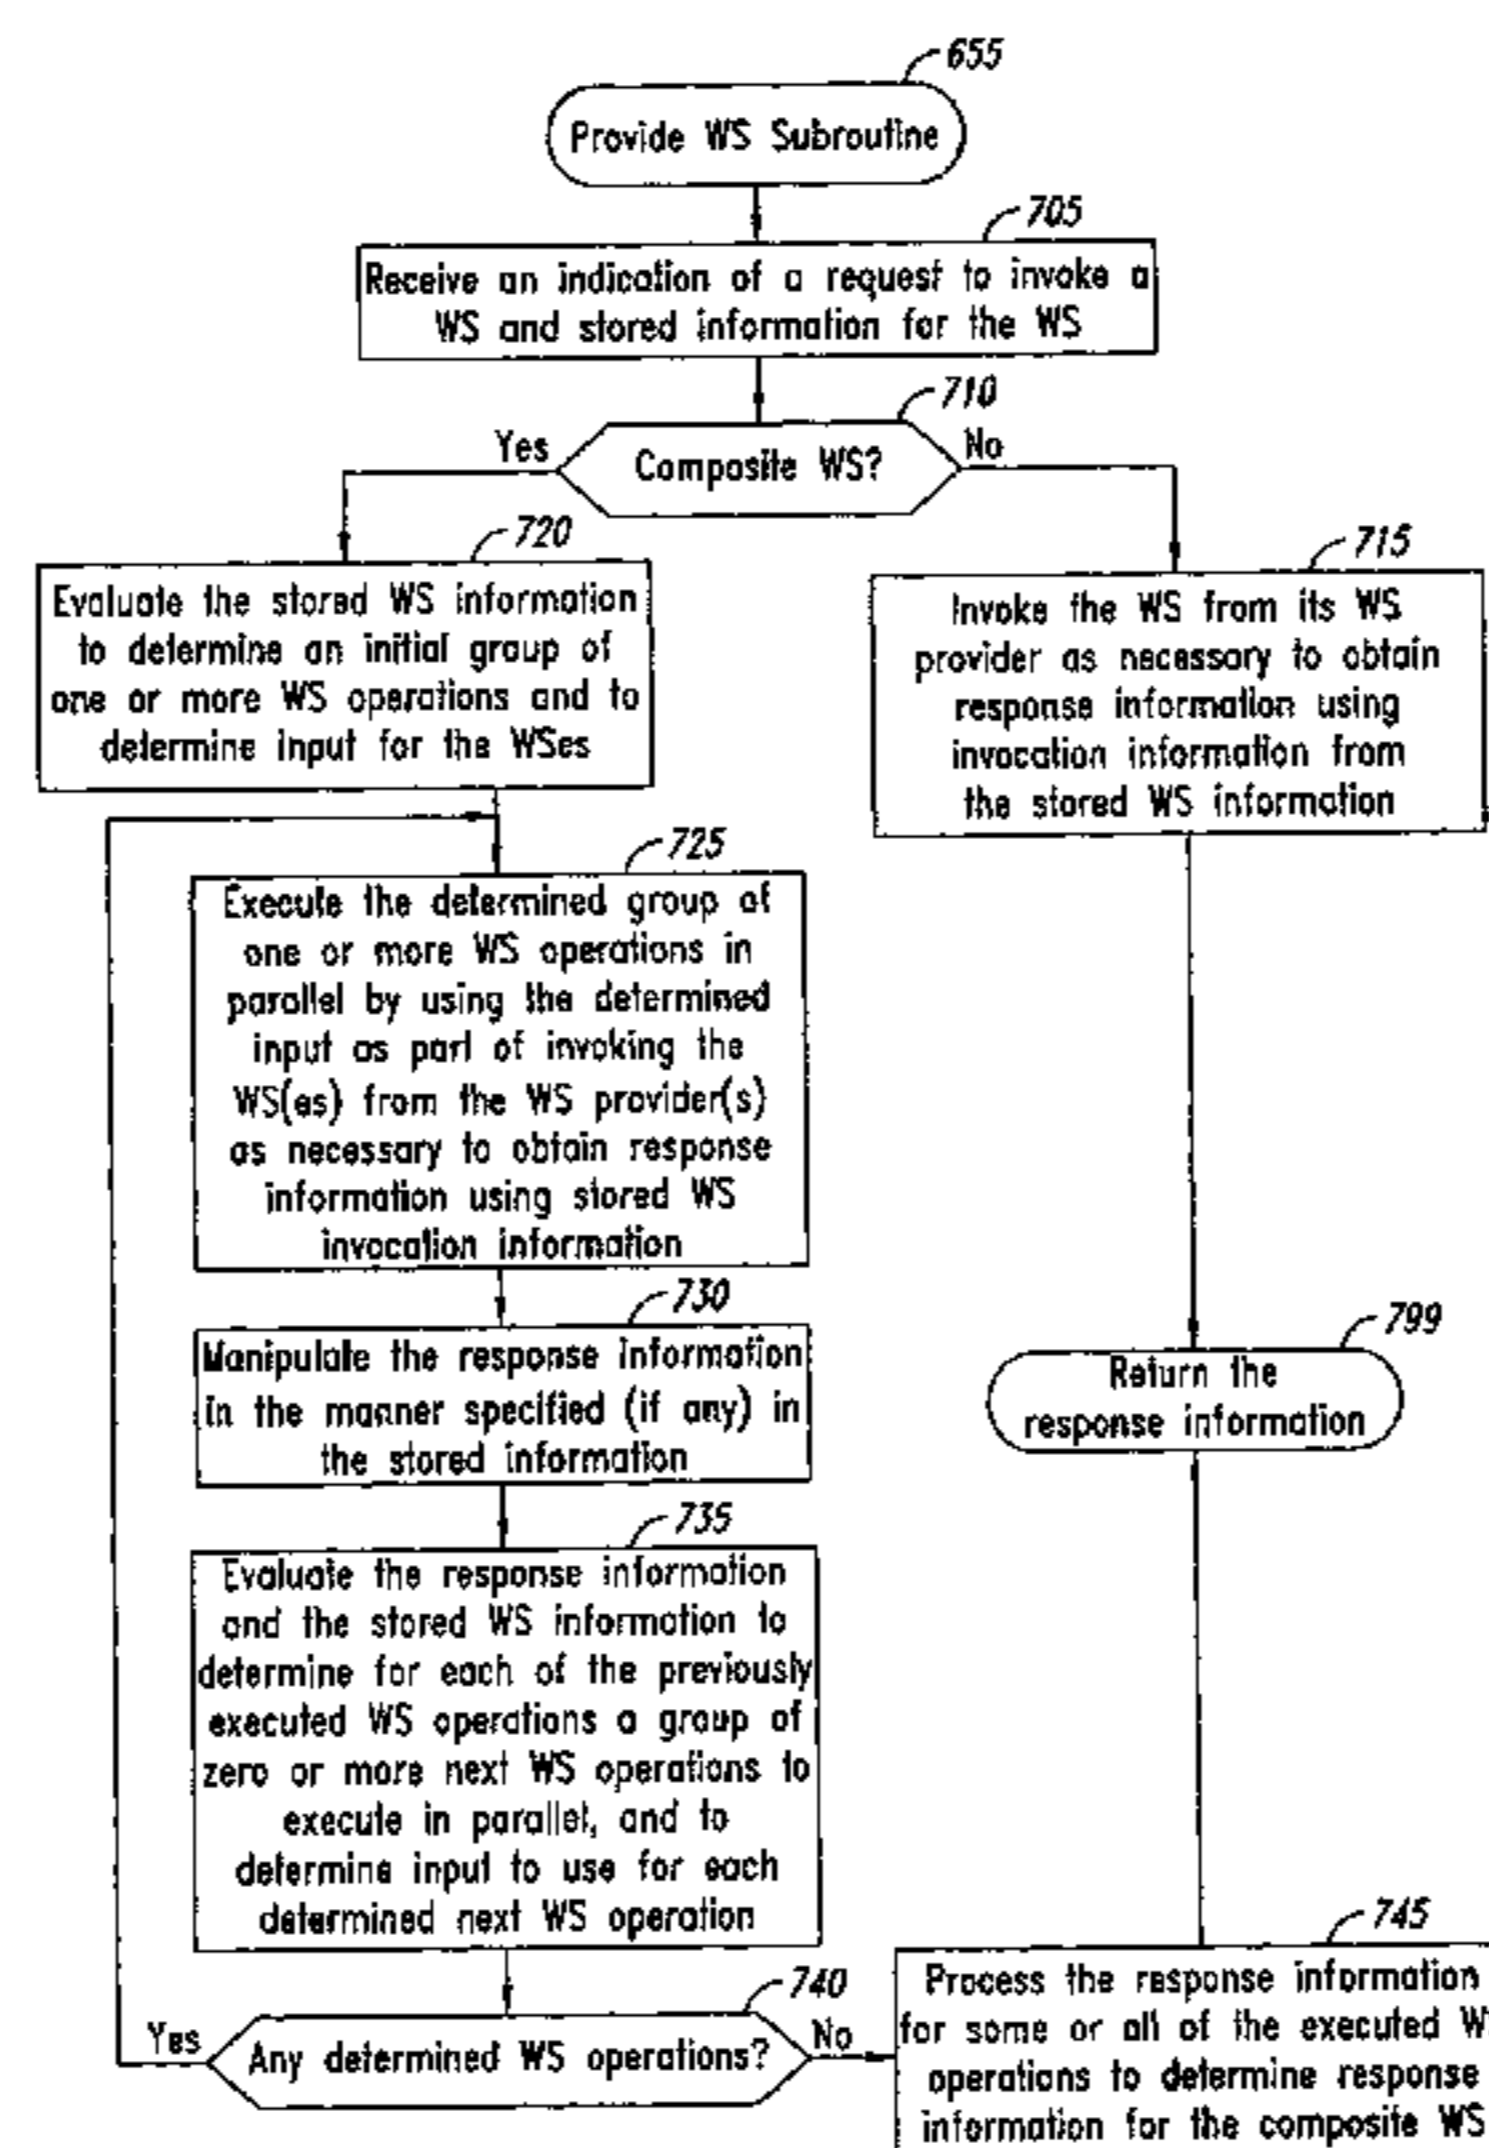 655
Provide WS Subroutine
705
Receive an indication of a request to invoke a
WS and stored information for the WS
710
Yes
Composite WS?
No
720
Evaluate the stored WS information
to determine an initial group of
one or more WS operations and to
determine input for the WSes
715
Invoke the WS from its WS
provider as necessary to obtain
response information using
invocation information from
the stored WS information
725
Execute the determined group of
one or more WS operations in
parallel by using the determined
input as part of invoking the
WS(es) from the WS provider(s)
as necessary to obtain response
information using stored WS
invocation information
730
Manipulate the response information
in the manner specified (if any) in
the stored information
799
Return the
response information
735
Evaluate the response information
and the stored WS information to
determine for each of the previously
executed WS operations a group of
zero or more next WS operations to
execute in parallel, and to
determine input to use for each
determined next WS operation
740
Yes
Any determined WS operations?
No
745
Process the response information
for some or all of the executed
operations to determine response
information for the composite WS